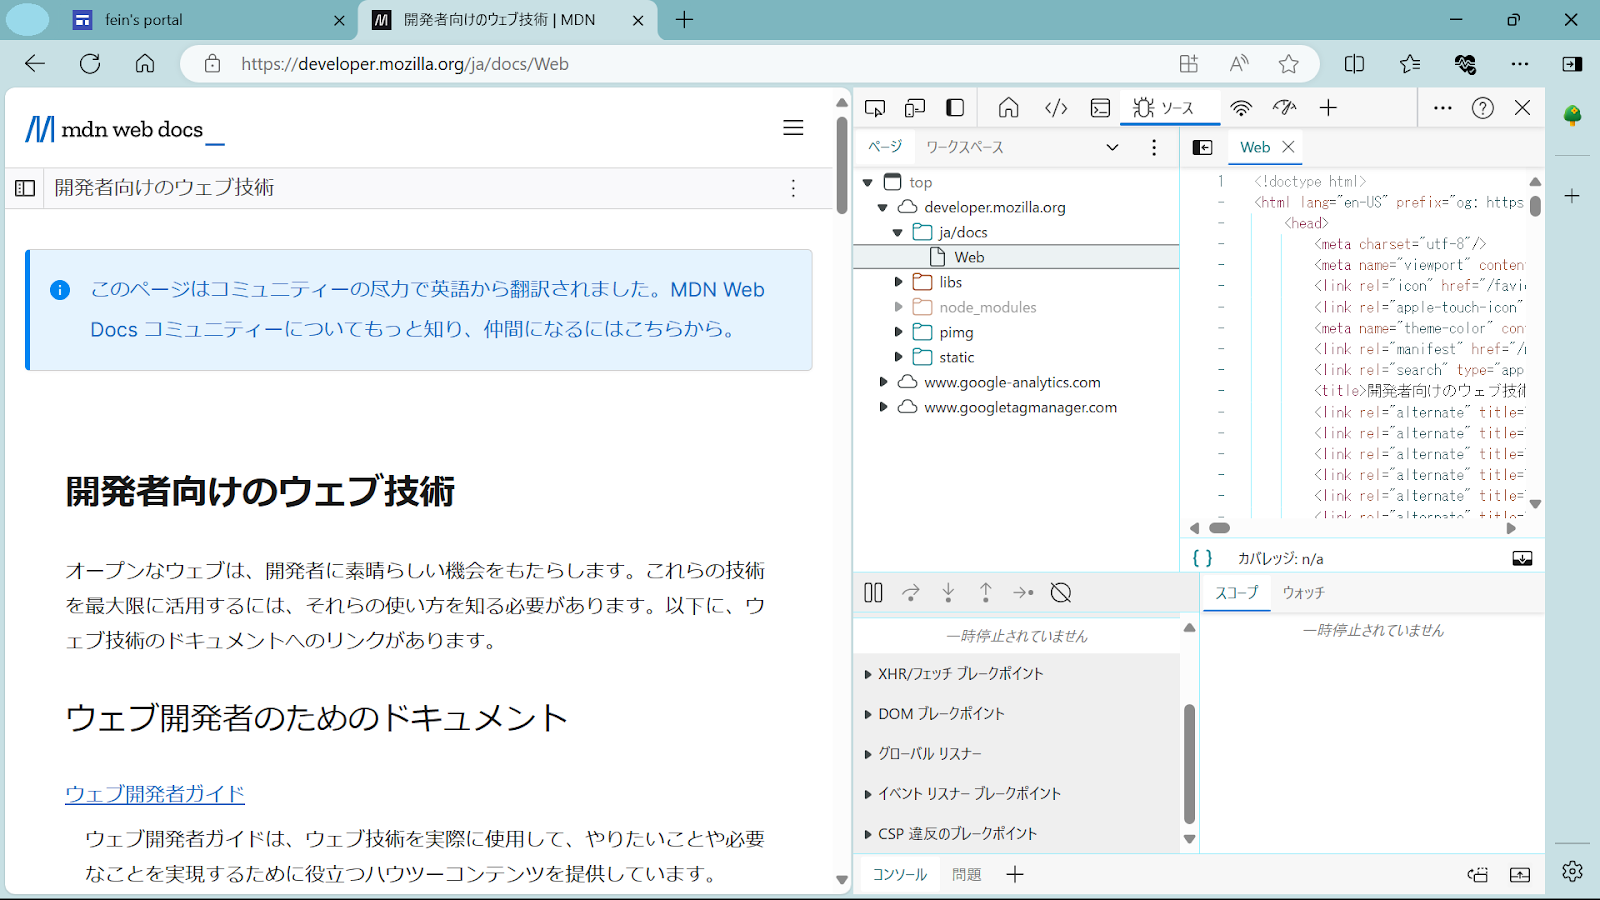 fein's portal
開発者向けのウェブ技術 | MDN
https://developer.mozilla.org/ja/docs/Web
mdn web docs_
開発者向けのウェブ技術
このページはコミュニティーの尽力で英語から翻訳されました。MDN Web
Docs コミュニティーについてもっと知り、仲間になるにはこちらから。
開発者向けのウェブ技術
オープンなウェブは、開発者に素晴らしい機会をもたらします。これらの技術
を最大限に活用するには、それらの使い方を知る必要があります。以下に、ウ
ェブ技術のドキュメントへのリンクがあります。
ウェブ開発者のためのドキュメント
ウェブ開発者ガイド
ウェブ開発者ガイドは、ウェブ技術を実際に使用して、やりたいことや必要
なことを実現するために役立つハウツーコンテンツを提供しています。
ソース
ページ ワークスペース
top
developer.mozilla.org
ja/docs
Web
libs
node_modules
pimg
static
www.google-analytics.com
www.googletagmanager.com
Web
1 <!doctype html>
- <html lang="en-US" prefix="og: https
- <head>
- <meta charset="utf-8"/>
- <meta name="viewport" conten
- <link rel="icon" href="/favi
- <link rel="apple-touch-icon"
- <meta name="theme-color" con
- <link rel="manifest" href="/
- <link rel="search" type="app
- <title>開発者向けのウェブ技術
- <link rel="alternate" title=
- <link rel="alternate" title=
- <link rel="alternate" title=
- <link rel="alternate" title=
- <link rel="alternate" title=
- <link rel="alternate" title=
{ } カバレッジ: n/a
一時停止されていません
XHR/フェッチ ブレークポイント
DOM ブレークポイント
グローバル リスナー
イベント リスナー ブレークポイント
CSP 違反のブレークポイント
スコープ ウォッチ
一時停止されていません
コンソール 問題